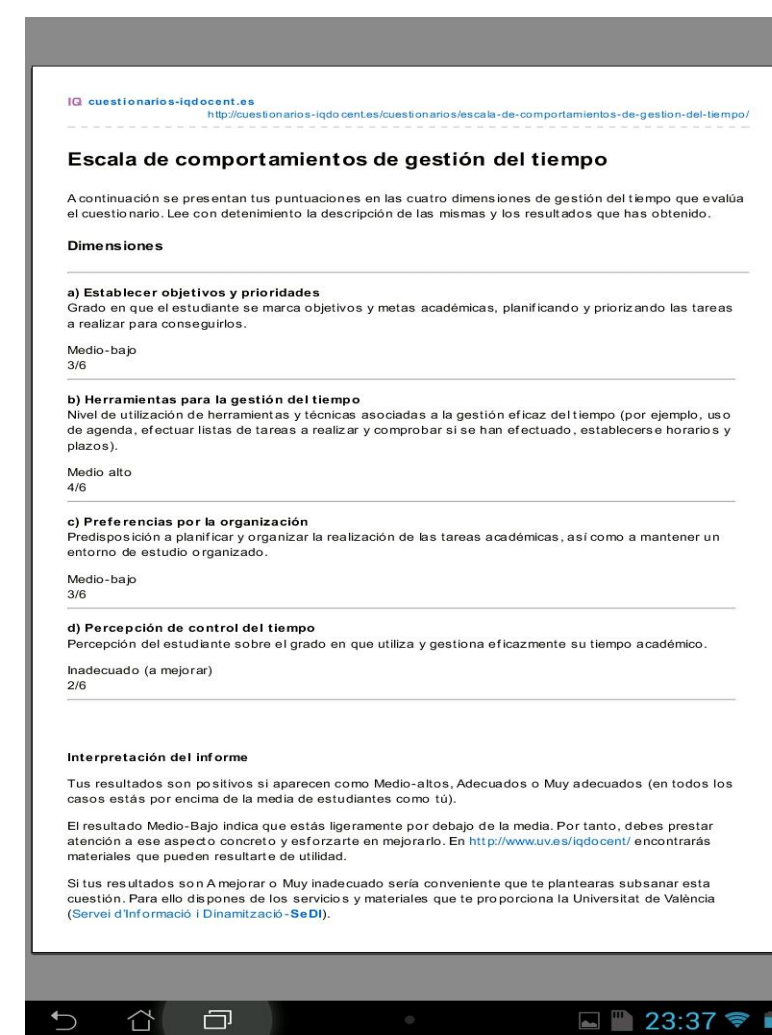 IQ cuestionarios-iqdocent.es
http://cuestionarios-iqdocent.es/cuestionarios/escala-de-comportamientos-de-gestion-del-tiempo/
Escala de comportamientos de gestión del tiempo
A continuación se presentan tus puntuaciones en las cuatro dimensiones de gestión del tiempo que evalúa
el cuestionario. Lee con detenimiento la descripción de las mismas y los resultados que has obtenido.
Dimensiones
a) Establecer objetivos y prioridades
Grado en que el estudiante se marca objetivos y metas académicas, planificando y priorizando las tareas
a realizar para conseguirlos.
Medio-bajo
3/6
b) Herramientas para la gestión del tiempo
Nivel de utilización de herramientas y técnicas asociadas a la gestión eficaz del tiempo (por ejemplo, uso
de agenda, efectuar listas de tareas a realizar y comprobar si se han efectuado, establecerse horarios y
plazos).
Medio alto
4/6
c) Preferencias por la organización
Predisposición a planificar y organizar la realización de las tareas académicas, así como a mantener un
entorno de estudio organizado.
Medio-bajo
3/6
d) Percepción de control del tiempo
Percepción del estudiante sobre el grado en que utiliza y gestiona eficazmente su tiempo académico.
Inadecuado (a mejorar)
2/6
Interpretación del informe
Tus resultados son positivos si aparecen como Medio-altos, Adecuados o Muy adecuados (en todos los
casos estás por encima de la media de estudiantes como tú).
El resultado Medio-Bajo indica que estás ligeramente por debajo de la media. Por tanto, debes prestar
atención a ese aspecto concreto y esforzarte en mejorarlo. En http://www.uv.es/iqdocent/ encontrarás
materiales que pueden resultarte de utilidad.
Si tus resultados son A mejorar o Muy inadecuado sería conveniente que te plantearas subsanar esta
cuestión. Para ello dispones de los servicios y materiales que te proporciona la Universitat de València
(Servei d'Informació i Dinamització-SeDI).
23:37